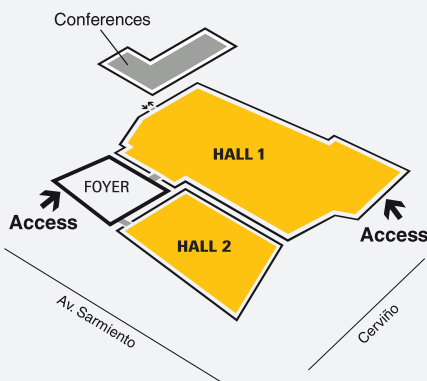 Conferences
HALL 1
FOYER
Access
HALL 2
Access
Av. Sarmiento
Cerviño